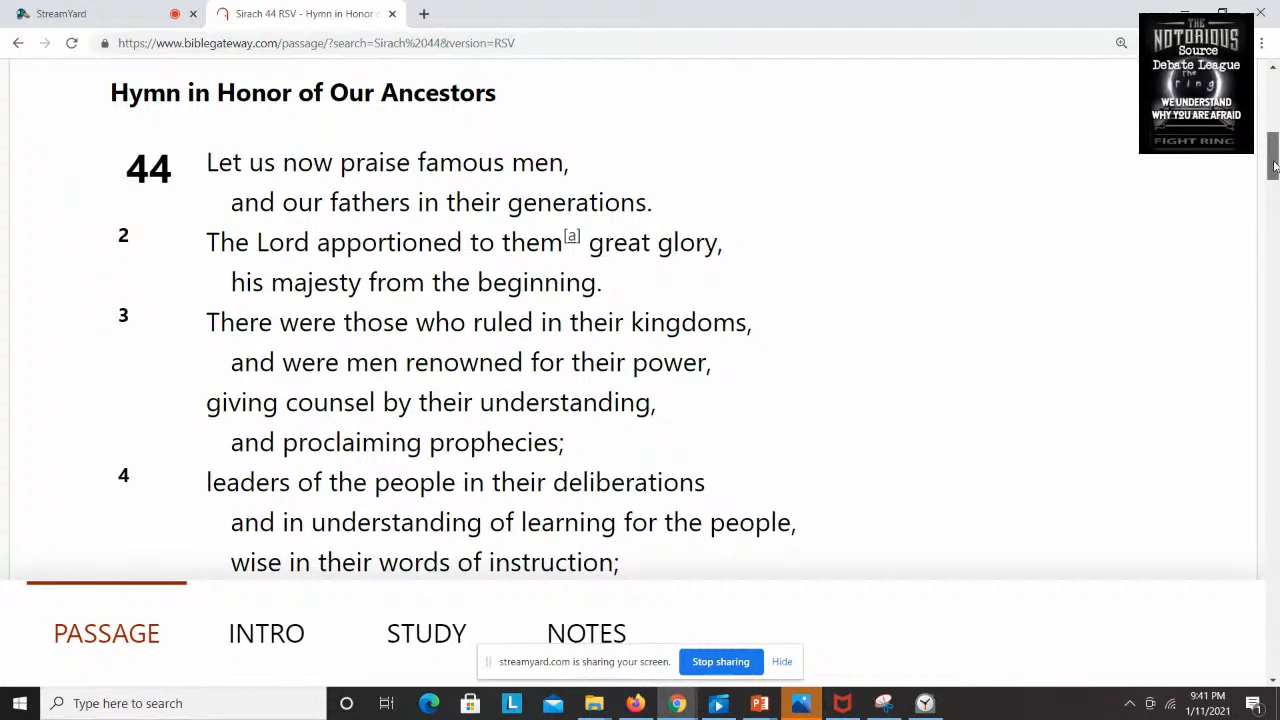 StreamYard
Sirach 44 RSV - Hymn in Honor o
https://www.biblegateway.com/passage/?search=Sirach%2044&version=RSV
THE
NOTORIOUS
Source
Debate League
the
ring
WE UNDERSTAND
WHY YOU ARE AFRAID
FIGHT RING
Hymn in Honor of Our Ancestors
44 Let us now praise famous men,
and our fathers in their generations.
2 The Lord apportioned to them[a] great glory,
his majesty from the beginning.
3 There were those who ruled in their kingdoms,
and were men renowned for their power,
giving counsel by their understanding,
and proclaiming prophecies;
4 leaders of the people in their deliberations
and in understanding of learning for the people,
wise in their words of instruction;
PASSAGE INTRO STUDY NOTES
streamyard.com is sharing your screen. Stop sharing Hide
Type here to search
9:41 PM
1/11/2021